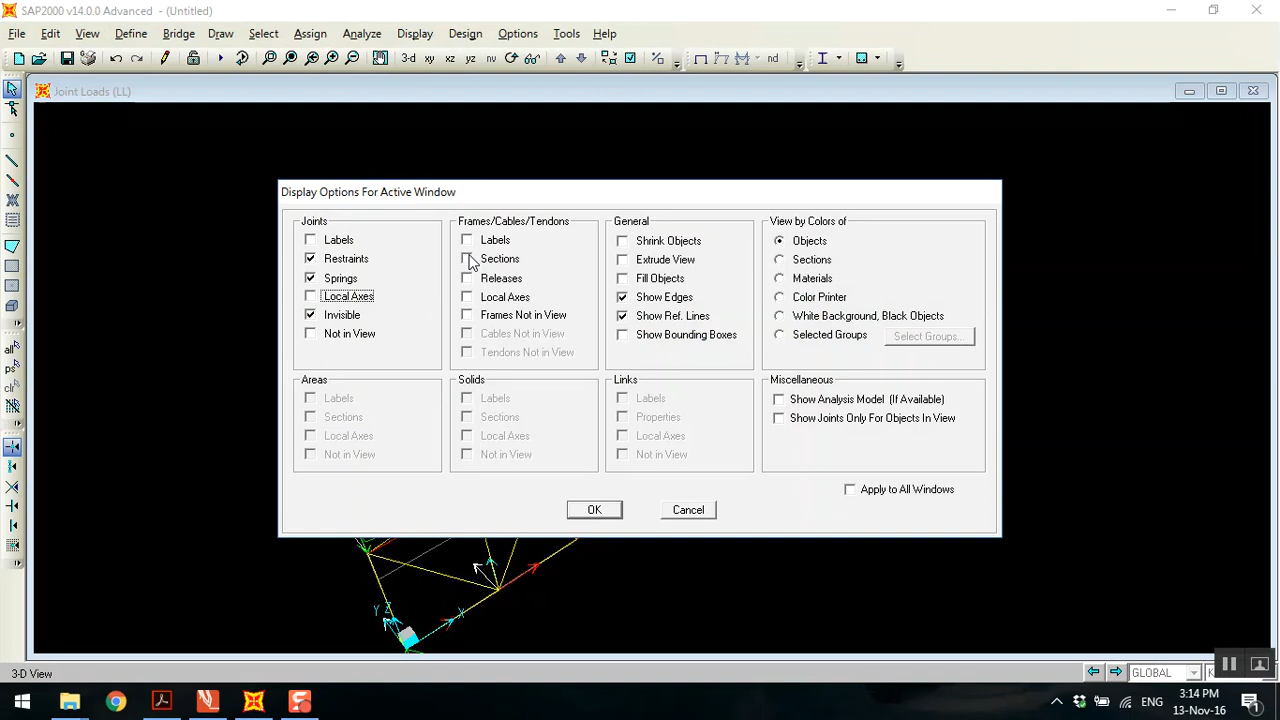 SAP2000 v14.0.0 Advanced - (Untitled)
File Edit View Define Bridge Draw Select Assign Analyze Display Design Options Tools Help
3-d xy xz yz nv nd
Joint Loads (LL)
all
ps
clr
Display Options For Active Window
Joints
Labels
Restraints
Springs
Local Axes
Invisible
Not in View
Frames/Cables/Tendons
Labels
Sections
Releases
Local Axes
Frames Not in View
Cables Not in View
Tendons Not in View
General
Shrink Objects
Extrude View
Fill Objects
Show Edges
Show Ref. Lines
Show Bounding Boxes
View by Colors of
Objects
Sections
Materials
Color Printer
White Background, Black Objects
Selected Groups
Select Groups...
Areas
Labels
Sections
Local Axes
Not in View
Solids
Labels
Sections
Local Axes
Not in View
Links
Labels
Properties
Local Axes
Not in View
Miscellaneous
Show Analysis Model (If Available)
Show Joints Only For Objects In View
Apply to All Windows
OK Cancel
Y Z X
3-D View
GLOBAL
ENG
3:14 PM
13-Nov-16
1